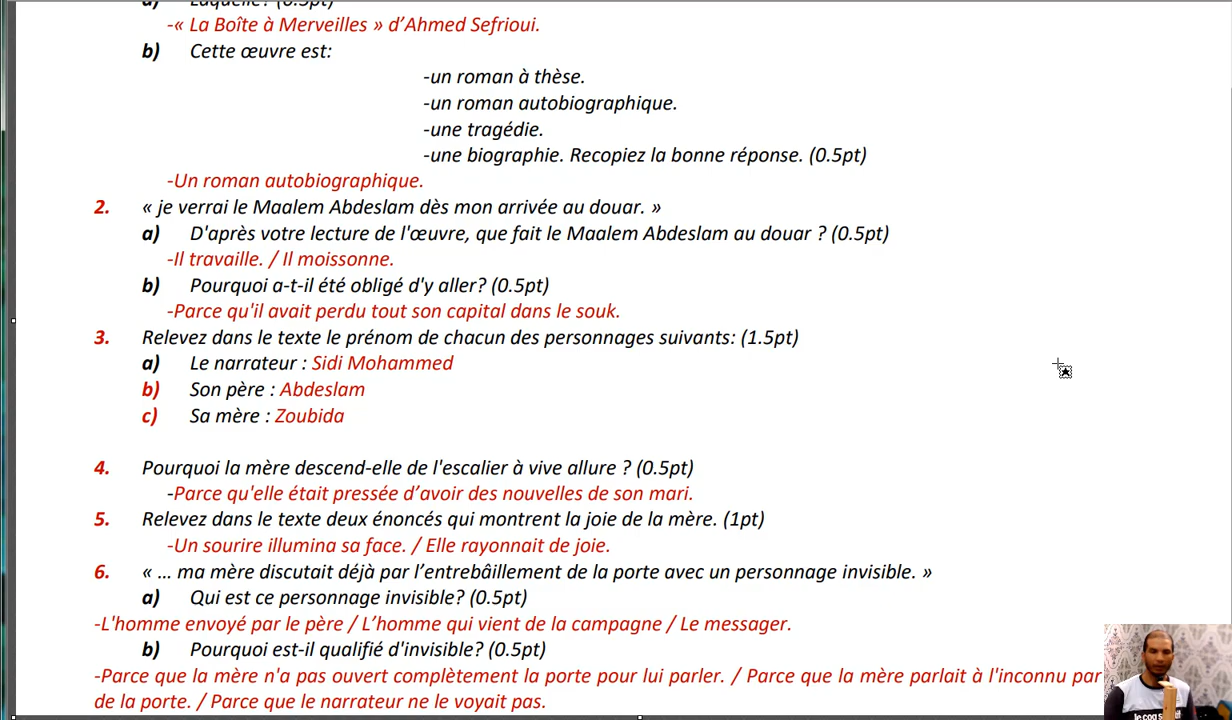 a) Laquelle? (0.5pt)
-« La Boîte à Merveilles » d’Ahmed Sefrioui.
b) Cette œuvre est:
-un roman à thèse.
-un roman autobiographique.
-une tragédie.
-une biographie. Recopiez la bonne réponse. (0.5pt)
-Un roman autobiographique.
2. « je verrai le Maalem Abdeslam dès mon arrivée au douar. »
a) D'après votre lecture de l'œuvre, que fait le Maalem Abdeslam au douar ? (0.5pt)
-Il travaille. / Il moissonne.
b) Pourquoi a-t-il été obligé d'y aller? (0.5pt)
-Parce qu'il avait perdu tout son capital dans le souk.
3. Relevez dans le texte le prénom de chacun des personnages suivants: (1.5pt)
a) Le narrateur : Sidi Mohammed
b) Son père : Abdeslam
c) Sa mère : Zoubida
4. Pourquoi la mère descend-elle de l'escalier à vive allure ? (0.5pt)
-Parce qu'elle était pressée d’avoir des nouvelles de son mari.
5. Relevez dans le texte deux énoncés qui montrent la joie de la mère. (1pt)
-Un sourire illumina sa face. / Elle rayonnait de joie.
6. « … ma mère discutait déjà par l’entrebâillement de la porte avec un personnage invisible. »
a) Qui est ce personnage invisible? (0.5pt)
-L'homme envoyé par le père / L’homme qui vient de la campagne / Le messager.
b) Pourquoi est-il qualifié d'invisible? (0.5pt)
-Parce que la mère n'a pas ouvert complètement la porte pour lui parler. / Parce que la mère parlait à l'inconnu par
de la porte. / Parce que le narrateur ne le voyait pas.
le coq s